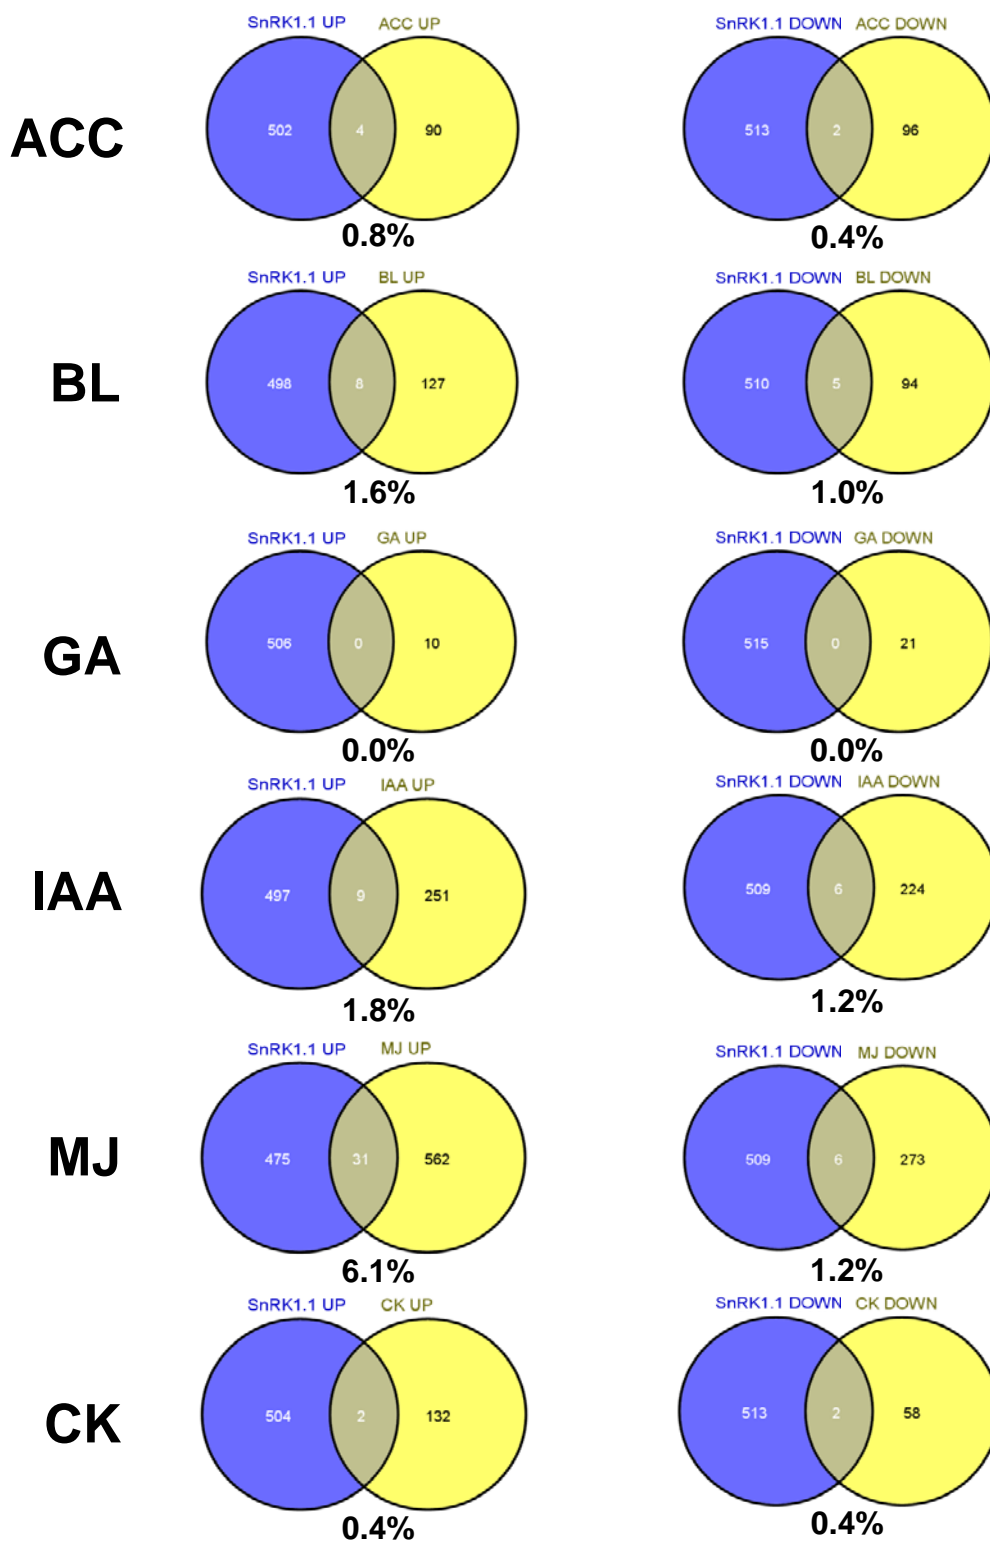 SnRK1.1 UP ACC UP SnRK1.1 DOWN ACC DOWN
ACC 502 4 90 513 2 96
0.8% 0.4%
SnRK1.1 UP BL UP SnRK1.1 DOWN BL DOWN
BL 498 8 127 510 5 94
1.6% 1.0%
SnRK1.1 UP GA UP SnRK1.1 DOWN GA DOWN
GA 506 0 10 515 0 21
0.0% 0.0%
SnRK1.1 UP IAA UP SnRK1.1 DOWN IAA DOWN
IAA 497 9 251 509 6 224
1.8% 1.2%
SnRK1.1 UP MJ UP SnRK1.1 DOWN MJ DOWN
MJ 475 31 562 509 6 273
6.1% 1.2%
SnRK1.1 UP CK UP SnRK1.1 DOWN CK DOWN
CK 504 2 132 513 2 58
0.4% 0.4%